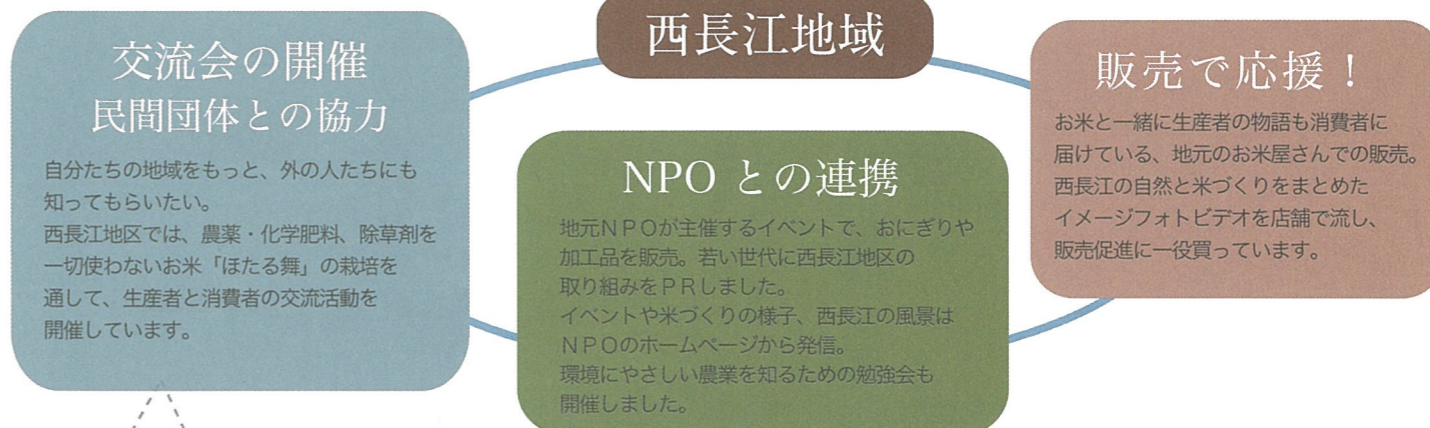 西長江地域
交流会の開催
民間団体との協力
自分たちの地域をもっと、外の人たちにも
知ってもらいたい。
西長江地区では、農薬・化学肥料、除草剤を
一切使わないお米「ほたる舞」の栽培を
通して、生産者と消費者の交流活動を
開催しています。
NPO との連携
地元ＮＰＯが主催するイベントで、おにぎりや
加工品を販売。若い世代に西長江地区の
取り組みをＰＲしました。
イベントや米づくりの様子、西長江の風景は
ＮＰＯのホームページから発信。
環境にやさしい農業を知るための勉強会も
開催しました。
販売で応援！
お米と一緒に生産者の物語も消費者に
届けている、地元のお米屋さんでの販売。
西長江の自然と米づくりをまとめた
イメージフォトビデオを店舗で流し、
販売促進に一役買っています。